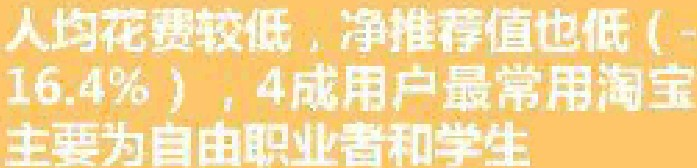 人均花费较低，净推荐值也低（-
16.4%），4成用户最常用淘宝
主要为自由职业者和学生